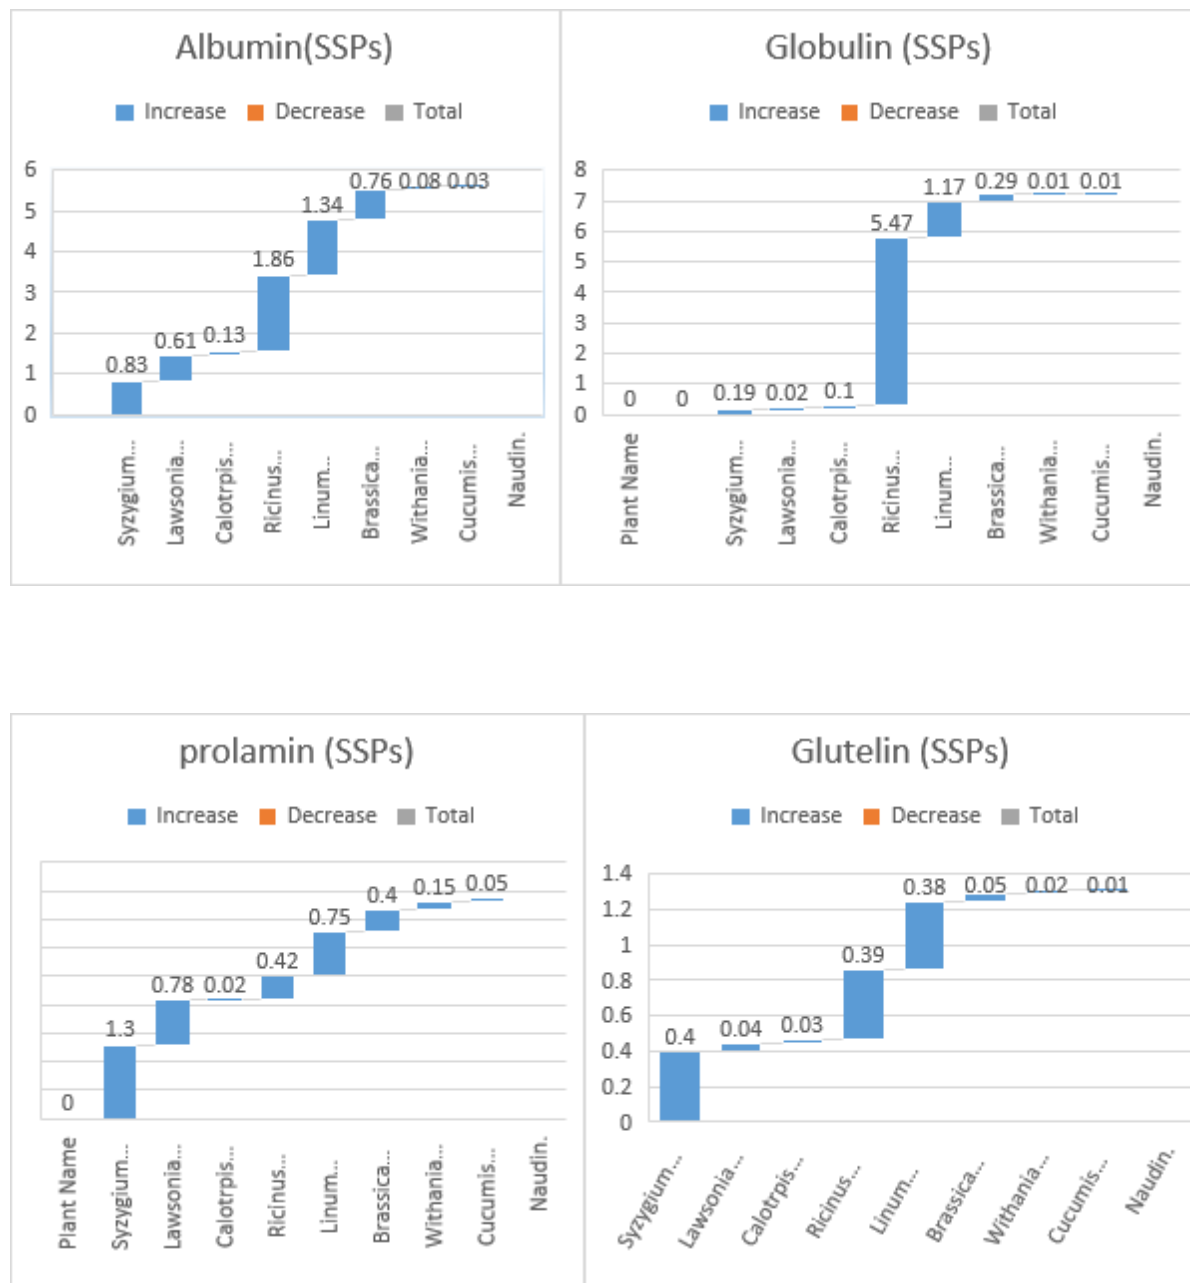 Albumin(SSPs)
Increase Decrease Total
6
5
4
3
2
1
0
0.83
0.61
0.13
1.86
1.34
0.76
0.08
0.03
Syzygium...
Lawsonia...
Calotrpis...
Ricinus...
Linum...
Brassica...
Withania...
Cucumis...
Naudin.
Globulin (SSPs)
Increase Decrease Total
8
7
6
5
4
3
2
1
0
0
0
0.19
0.02
0.1
5.47
1.17
0.29
0.01
0.01
Plant Name
Syzygium...
Lawsonia...
Calotrpis...
Ricinus...
Linum...
Brassica...
Withania...
Cucumis...
Naudin.
prolamin (SSPs)
Increase Decrease Total
0
1.3
0.78
0.02
0.42
0.75
0.4
0.15
0.05
Plant Name
Syzygium...
Lawsonia...
Calotrpis...
Ricinus...
Linum...
Brassica...
Withania...
Cucumis...
Naudin.
Glutelin (SSPs)
Increase Decrease Total
1.4
1.2
1
0.8
0.6
0.4
0.2
0
0.4
0.04
0.03
0.39
0.38
0.05
0.02
0.01
Syzygium...
Lawsonia...
Calotrpis...
Ricinus...
Linum...
Brassica...
Withania...
Cucumis...
Naudin.